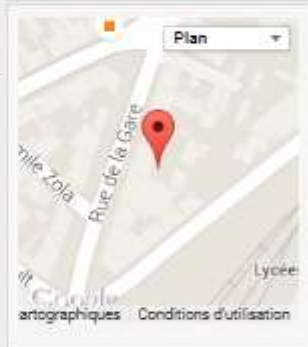 Plan
Rue de la Gare
mile Zola
Lycée
Google
artographiques Conditions d'utilisation